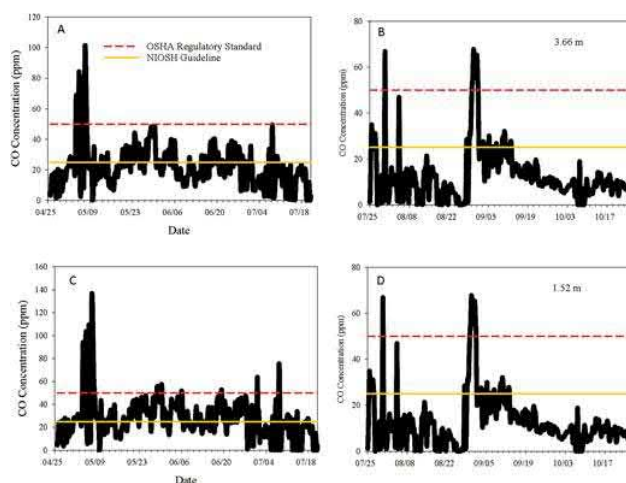 A
OSHA Regulatory Standard
NIOSH Guideline
CO Concentration (ppm)
120
100
80
60
40
20
0
04/25 05/09 05/23 06/06 06/20 07/04 07/18
Date
B
3.66 m
CO Concentration (ppm)
80
60
40
20
0
07/25 08/08 08/22 09/05 09/19 10/03 10/17
C
CO Concentration (ppm)
160
140
120
100
80
60
40
20
0
04/25 05/09 05/23 06/06 06/20 07/04 07/18
Date
D
1.52 m
CO Concentration (ppm)
80
60
40
20
0
07/25 08/08 08/22 09/05 09/19 10/03 10/17